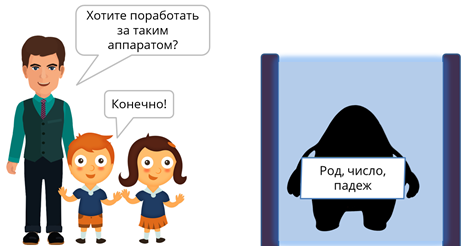 Хотите поработать
за таким
аппаратом?
Конечно!
Род, число,
падеж